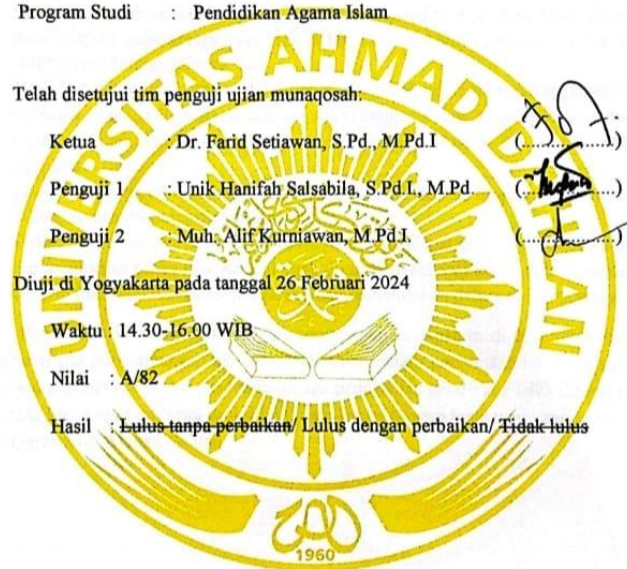 Program Studi : Pendidikan Agama Islam
UNIVERSITAS AHMAD DAHLAN
Telah disetujui tim penguji ujian munaqosah:
Ketua : Dr. Farid Setiawan, S.Pd., M.Pd.I (....................)
Penguji 1 : Unik Hanifah Salsabila, S.Pd.I., M.Pd (....................)
Penguji 2 : Muh. Alif Kurniawan, M.Pd.I. (....................)
Diuji di Yogyakarta pada tanggal 26 Februari 2024
Waktu : 14.30-16.00 WIB
Nilai : A/82
Hasil : Lulus tanpa perbaikan/ Lulus dengan perbaikan/ Tidak lulus
1960